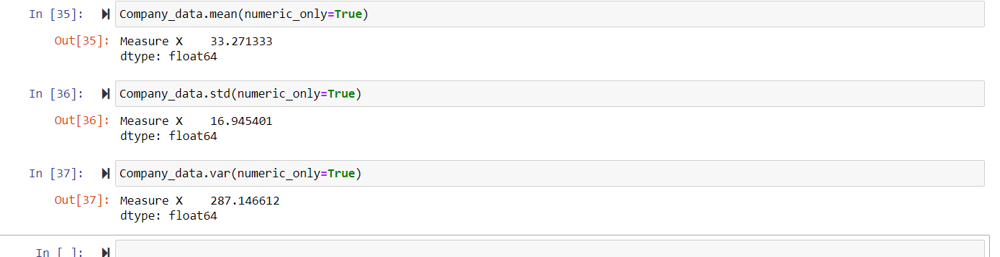 In [35]: Company_data.mean(numeric_only=True)
Out[35]: Measure X    33.271333
dtype: float64
In [36]: Company_data.std(numeric_only=True)
Out[36]: Measure X    16.945401
dtype: float64
In [37]: Company_data.var(numeric_only=True)
Out[37]: Measure X    287.146612
dtype: float64
In [ ]: